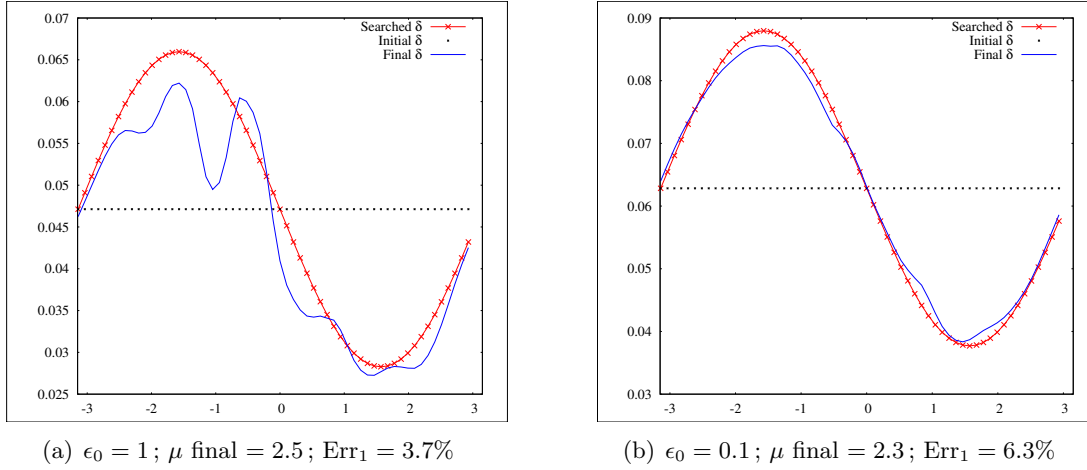 0.07
0.065
0.06
0.055
0.05
0.045
0.04
0.035
0.03
0.025
-3 -2 -1 0 1 2 3
Searched δ
Initial δ
Final δ
(a) ϵ₀ = 1 ; μ final = 2.5 ; Err₁ = 3.7%
0.09
0.08
0.07
0.06
0.05
0.04
0.03
-3 -2 -1 0 1 2 3
Searched δ
Initial δ
Final δ
(b) ϵ₀ = 0.1 ; μ final = 2.3 ; Err₁ = 6.3%